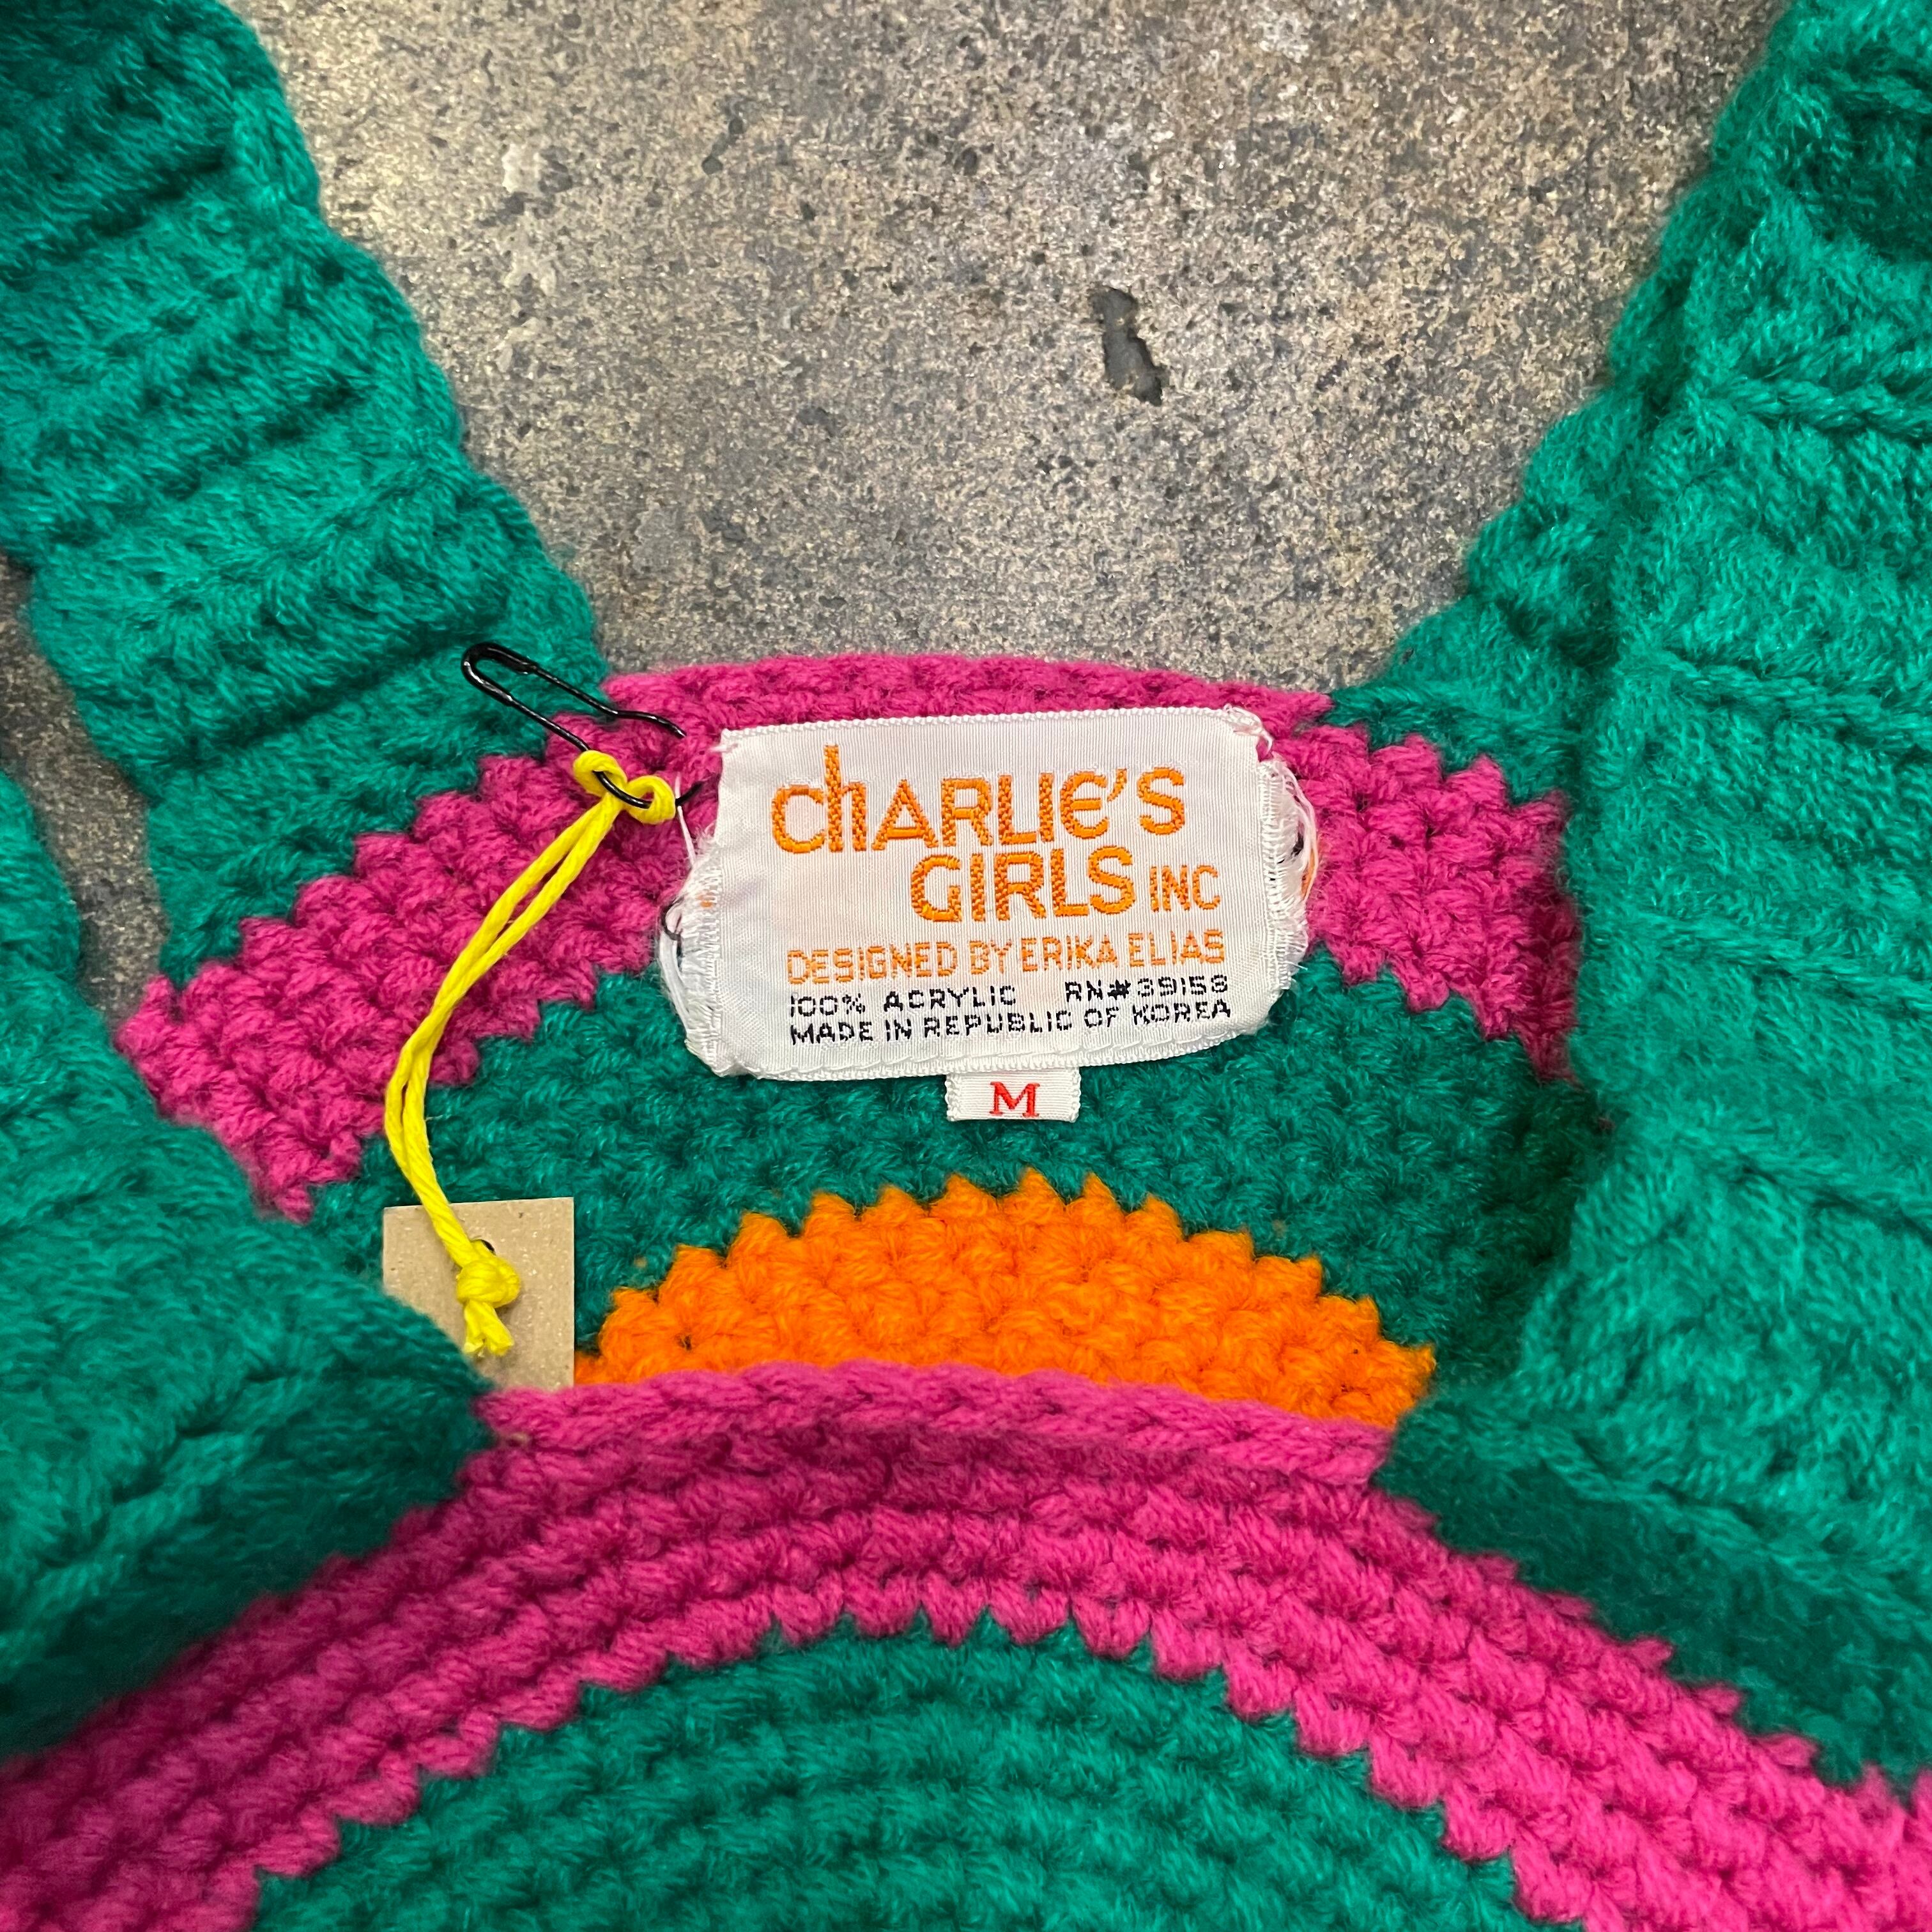 chARLIE'S
GIRLS INC
DESIGNED BY ERIKA ELIAS
100% ACRYLIC RN#39158
MADE IN REPUBLIC OF KOREA
M